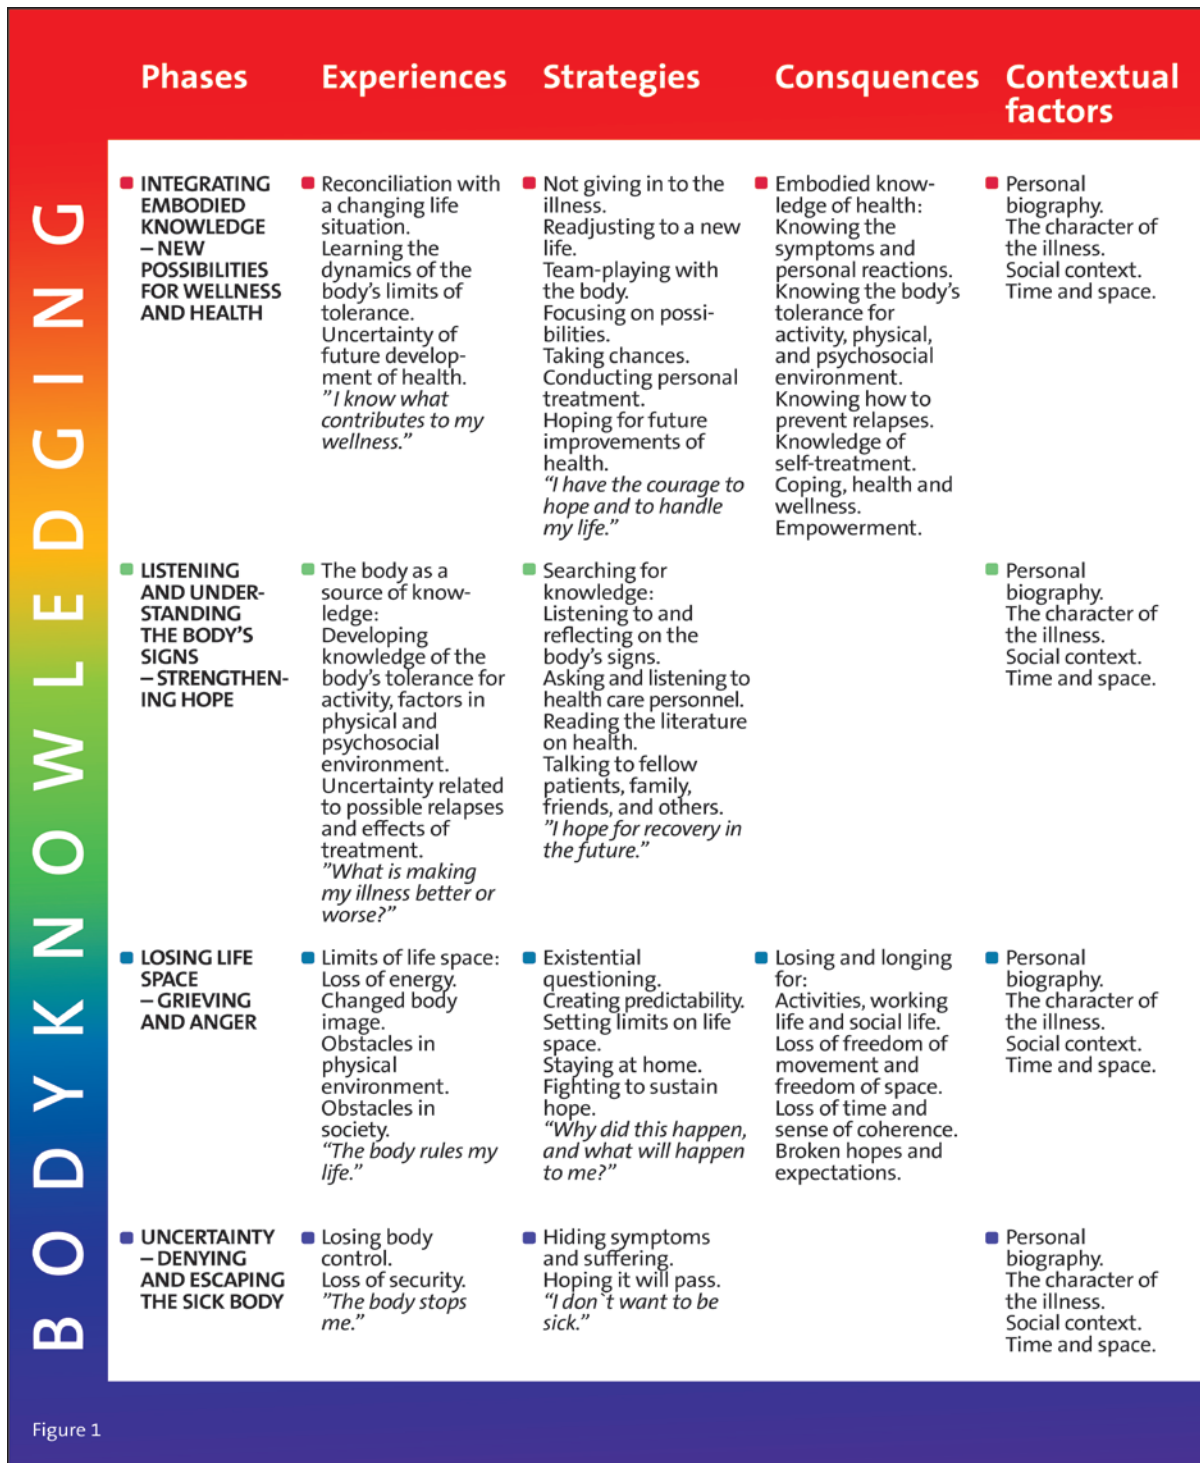 Phases
Experiences
Strategies
Consquences
Contextual
factors
BODYKNOWLEDGING
INTEGRATING
EMBODIED
KNOWLEDGE
– NEW
POSSIBILITIES
FOR WELLNESS
AND HEALTH
Reconciliation with
a changing life
situation.
Learning the
dynamics of the
body’s limits of
tolerance.
Uncertainty of
future develop-
ment of health.
”I know what
contributes to my
wellness.”
Not giving in to the
illness.
Readjusting to a new
life.
Team-playing with
the body.
Focusing on possi-
bilities.
Taking chances.
Conducting personal
treatment.
Hoping for future
improvements of
health.
“I have the courage to
hope and to handle
my life.”
Embodied know-
ledge of health:
Knowing the
symptoms and
personal reactions.
Knowing the body’s
tolerance for
activity, physical,
and psychosocial
environment.
Knowing how to
prevent relapses.
Knowledge of
self-treatment.
Coping, health and
wellness.
Empowerment.
Personal
biography.
The character of
the illness.
Social context.
Time and space.
LISTENING
AND UNDER-
STANDING
THE BODY’S
SIGNS
– STRENGTHEN-
ING HOPE
The body as a
source of know-
ledge:
Developing
knowledge of the
body’s tolerance for
activity, factors in
physical and
psychosocial
environment.
Uncertainty related
to possible relapses
and effects of
treatment.
”What is making
my illness better or
worse?”
Searching for
knowledge:
Listening to and
reflecting on the
body’s signs.
Asking and listening to
health care personnel.
Reading the literature
on health.
Talking to fellow
patients, family,
friends, and others.
”I hope for recovery in
the future.”
Personal
biography.
The character of
the illness.
Social context.
Time and space.
LOSING LIFE
SPACE
– GRIEVING
AND ANGER
Limits of life space:
Loss of energy.
Changed body
image.
Obstacles in
physical
environment.
Obstacles in
society.
“The body rules my
life.”
Existential
questioning.
Creating predictability.
Setting limits on life
space.
Staying at home.
Fighting to sustain
hope.
“Why did this happen,
and what will happen
to me?”
Losing and longing
for:
Activities, working
life and social life.
Loss of freedom of
movement and
freedom of space.
Loss of time and
sense of coherence.
Broken hopes and
expectations.
Personal
biography.
The character of
the illness.
Social context.
Time and space.
UNCERTAINTY
– DENYING
AND ESCAPING
THE SICK BODY
Losing body
control.
Loss of security.
”The body stops
me.”
Hiding symptoms
and suffering.
Hoping it will pass.
“I don`t want to be
sick.”
Personal
biography.
The character of
the illness.
Social context.
Time and space.
Figure 1